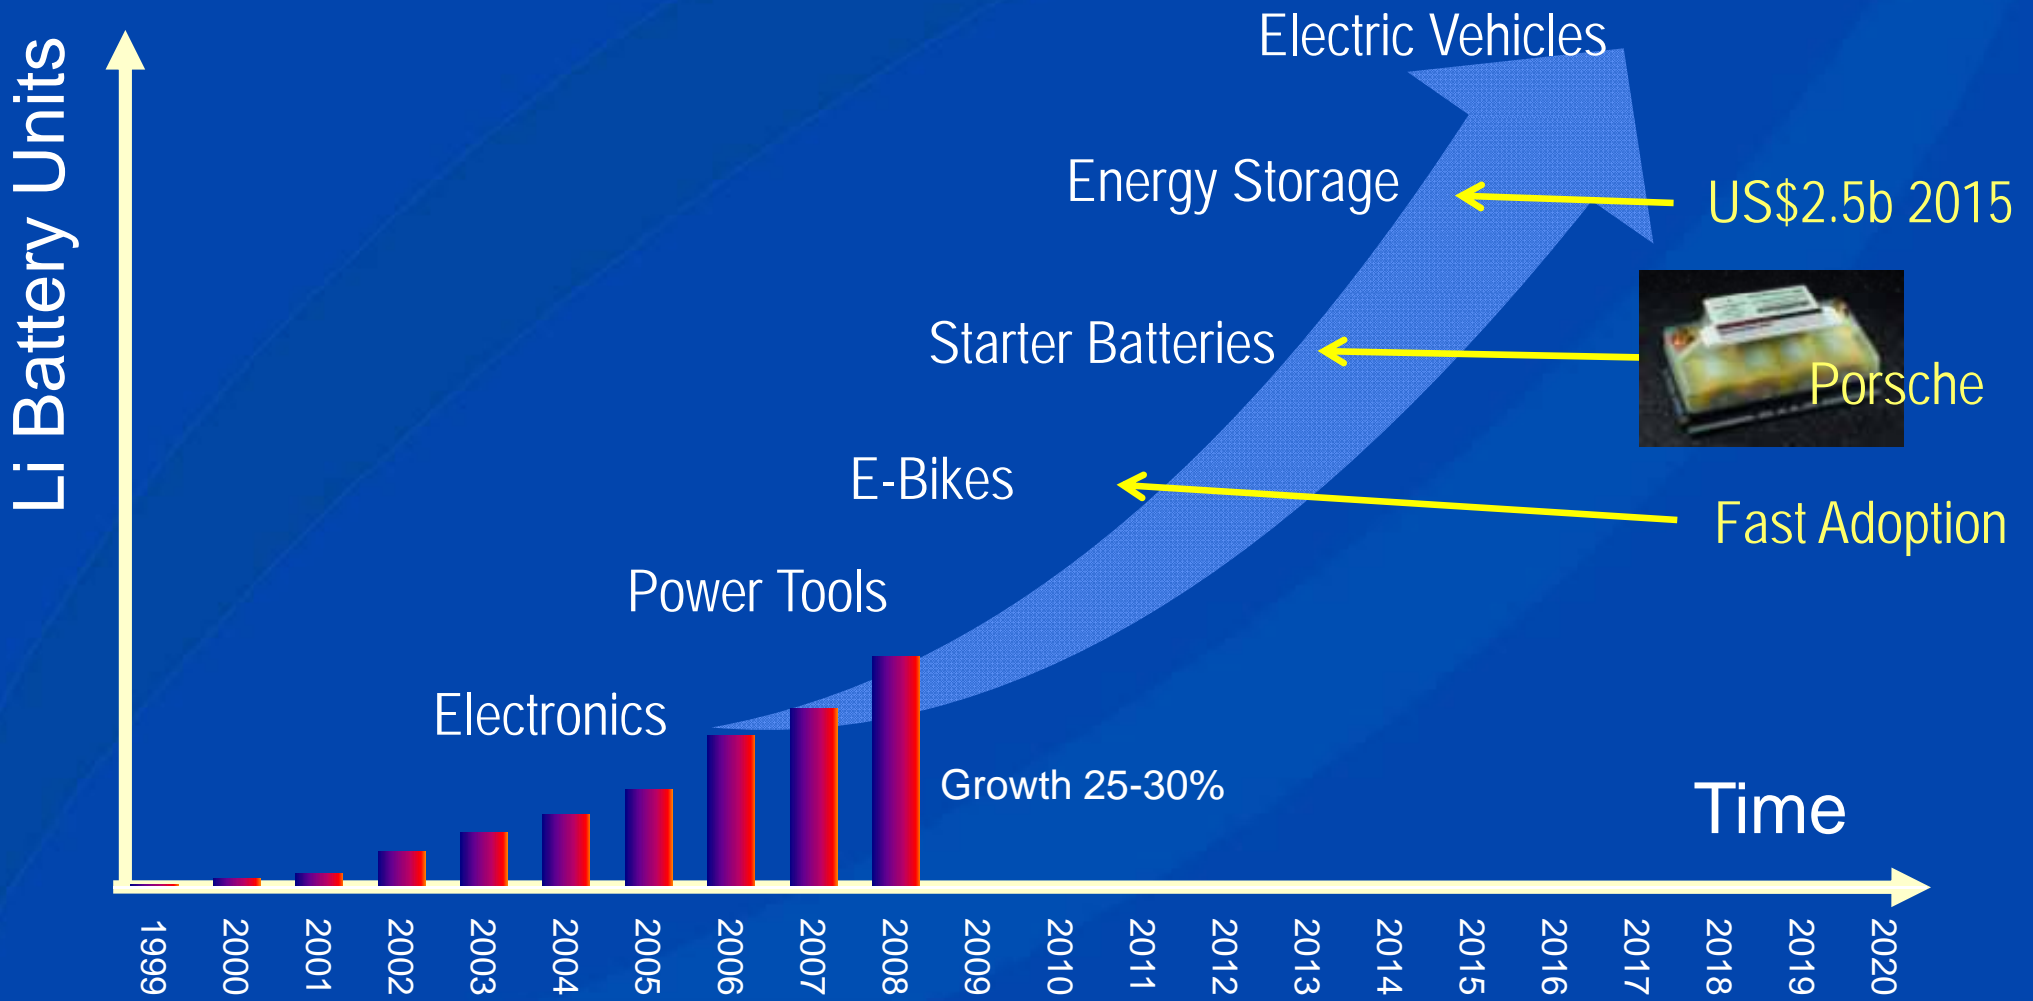 Li Battery Units
Electric Vehicles
Energy Storage
US$2.5b 2015
Starter Batteries
Porsche
E-Bikes
Fast Adoption
Power Tools
Electronics
Growth 25-30%
Time
1999
2000
2001
2002
2003
2004
2005
2006
2007
2008
2009
2010
2011
2012
2013
2014
2015
2016
2017
2018
2019
2020